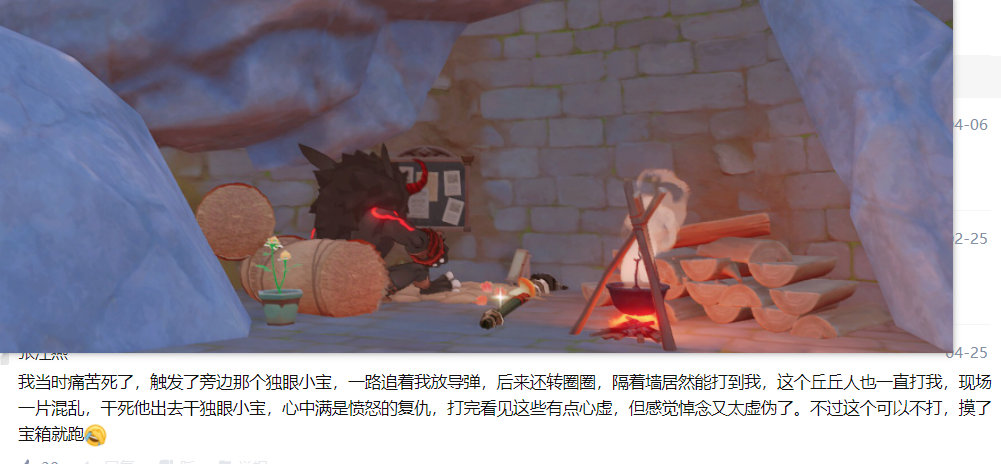 04-06
02-25
04-25
我当时痛苦死了，触发了旁边那个独眼小宝，一路追着我放导弹，后来还转圈圈，隔着墙居然能打到我，这个丘丘人也一直打我，现场
一片混乱，干死他出去干独眼小宝，心中满是愤怒的复仇，打完看见这些有点心虚，但感觉悼念又太虚伪了。不过这个可以不打，摸了
宝箱就跑😂